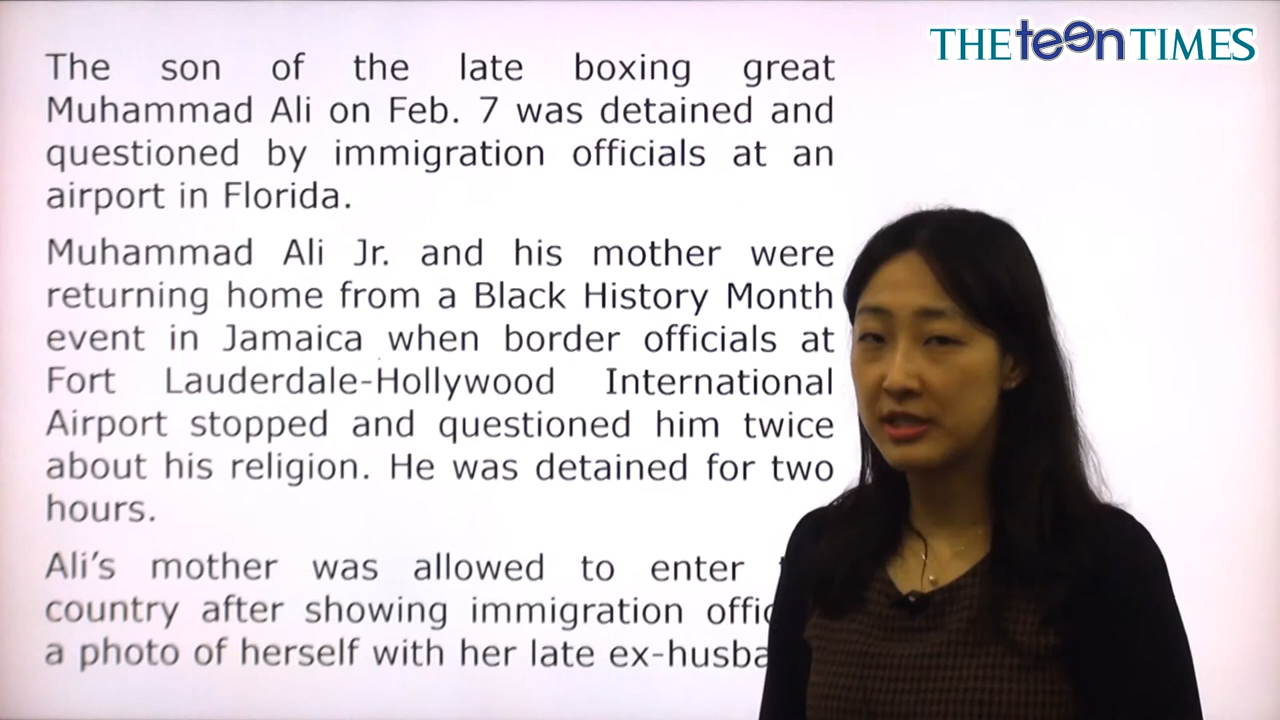 THE teen TIMES
The son of the late boxing great
Muhammad Ali on Feb. 7 was detained and
questioned by immigration officials at an
airport in Florida.
Muhammad Ali Jr. and his mother were
returning home from a Black History Month
event in Jamaica when border officials at
Fort Lauderdale-Hollywood International
Airport stopped and questioned him twice
about his religion. He was detained for two
hours.
Ali’s mother was allowed to enter
country after showing immigration
a photo of herself with her late